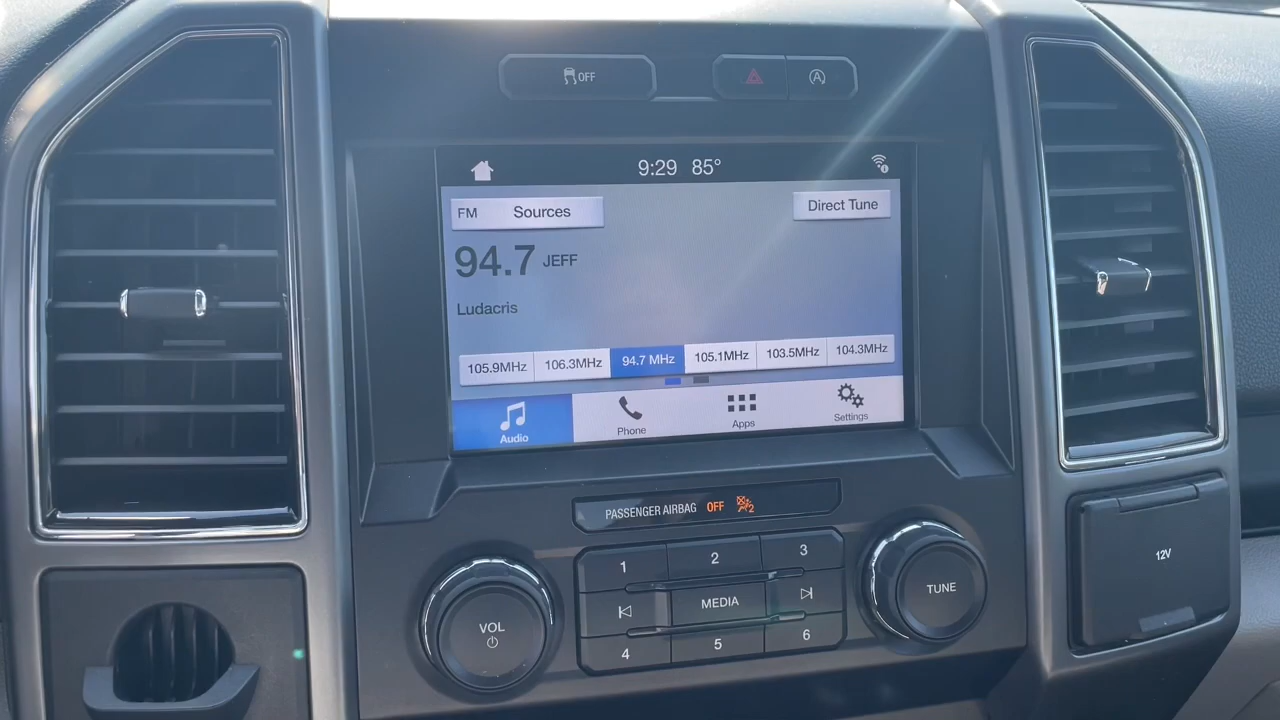 OFF
9:29 85°
FM Sources
Direct Tune
94.7 JEFF
Ludacris
105.9MHz 106.3MHz 94.7 MHz 105.1MHz 103.5MHz 104.3MHz
Audio Phone Apps Settings
PASSENGER AIRBAG OFF 2
1 2 3
MEDIA
4 5 6
VOL
TUNE
12V